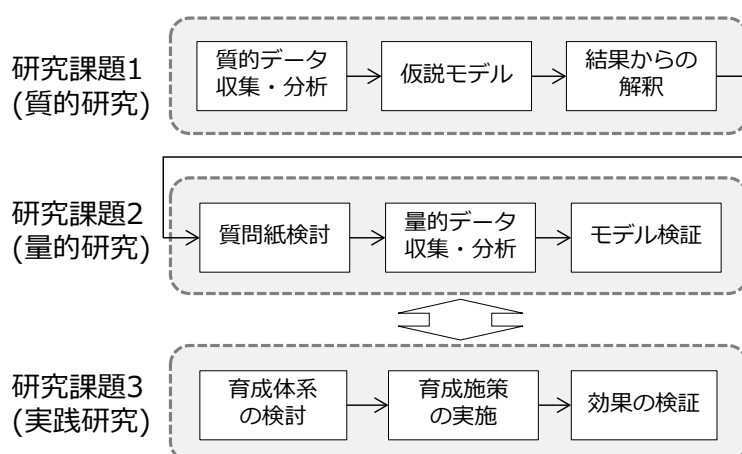 研究課題1
(質的研究)
質的データ
収集・分析
仮説モデル
結果からの
解釈
研究課題2
(量的研究)
質問紙検討
量的データ
収集・分析
モデル検証
研究課題3
(実践研究)
育成体系
の検討
育成施策
の実施
効果の検証